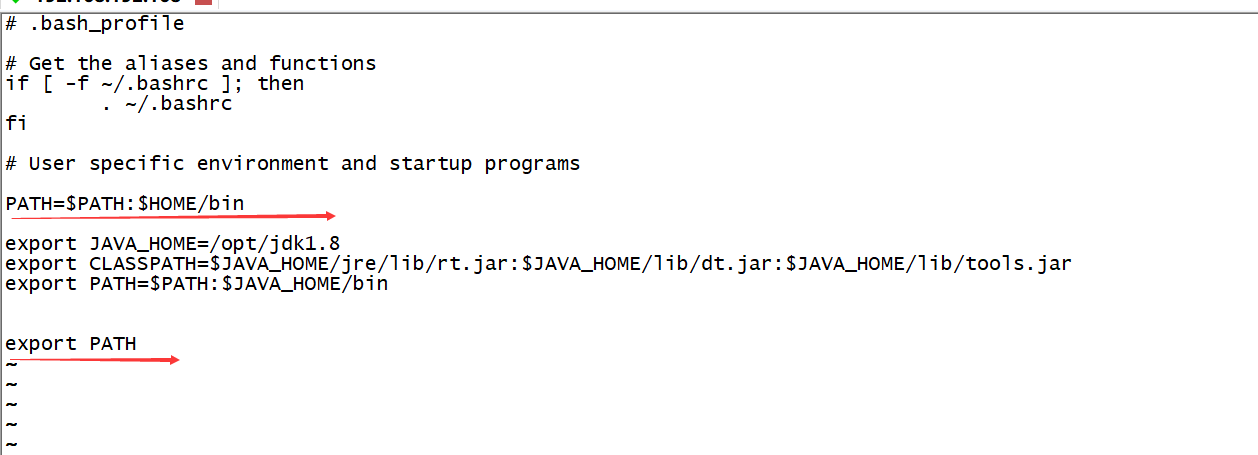 # .bash_profile
# Get the aliases and functions
if [ -f ~/.bashrc ]; then
        . ~/.bashrc
fi
# User specific environment and startup programs
PATH=$PATH:$HOME/bin
export JAVA_HOME=/opt/jdk1.8
export CLASSPATH=$JAVA_HOME/jre/lib/rt.jar:$JAVA_HOME/lib/dt.jar:$JAVA_HOME/lib/tools.jar
export PATH=$PATH:$JAVA_HOME/bin
export PATH
~
~
~
~
~